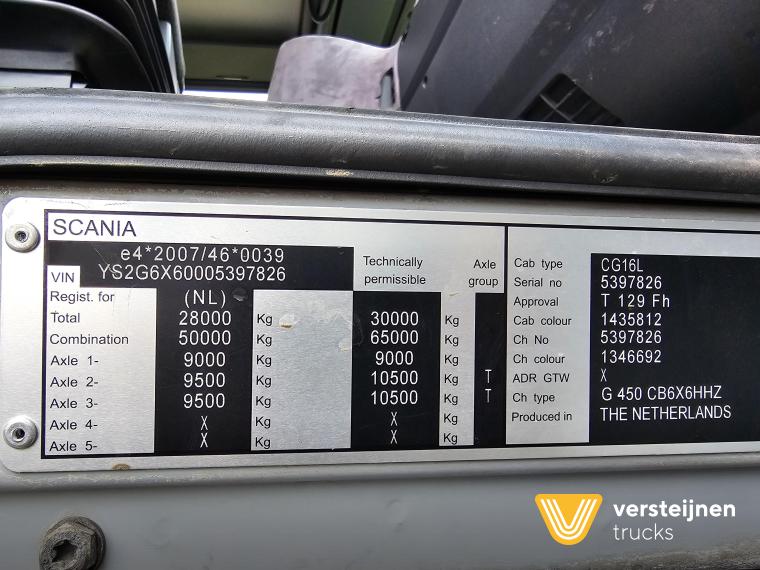 SCANIA
e4*2007/46*0039
VIN YS2G6X60005397826
Technically permissible
Axle group
Regist. for (NL)
Total 28000 Kg 30000 Kg
Combination 50000 Kg 65000 Kg
Axle 1- 9000 Kg 9000 Kg
Axle 2- 9500 Kg 10500 Kg T
Axle 3- 9500 Kg 10500 Kg T
Axle 4- X Kg X Kg
Axle 5- X Kg X Kg
Cab type CG16L
Serial no 5397826
Approval T 129 Fh
Cab colour 1435812
Ch No 5397826
Ch colour 1346692
ADR GTW X
Ch type G 450 CB6X6HHZ
Produced in THE NETHERLANDS
versteijnen
trucks